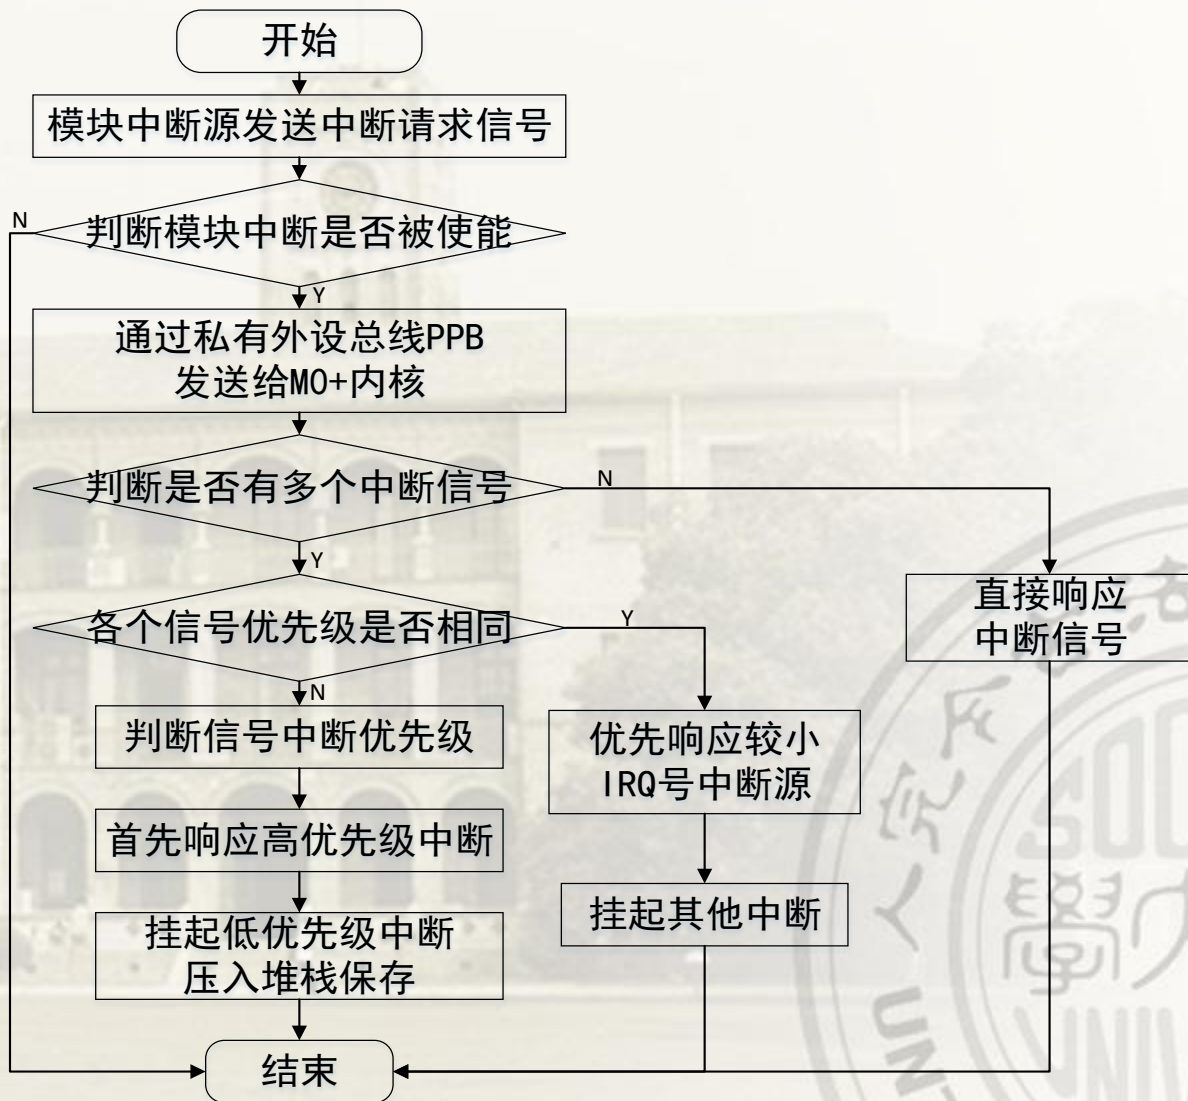 开始
模块中断源发送中断请求信号
判断模块中断是否被使能
N
Y
通过私有外设总线PPB
发送给M0+内核
判断是否有多个中断信号
N
Y
各个信号优先级是否相同
Y
N
直接响应
中断信号
判断信号中断优先级
优先响应较小
IRQ号中断源
首先响应高优先级中断
挂起其他中断
挂起低优先级中断
压入堆栈保存
结束